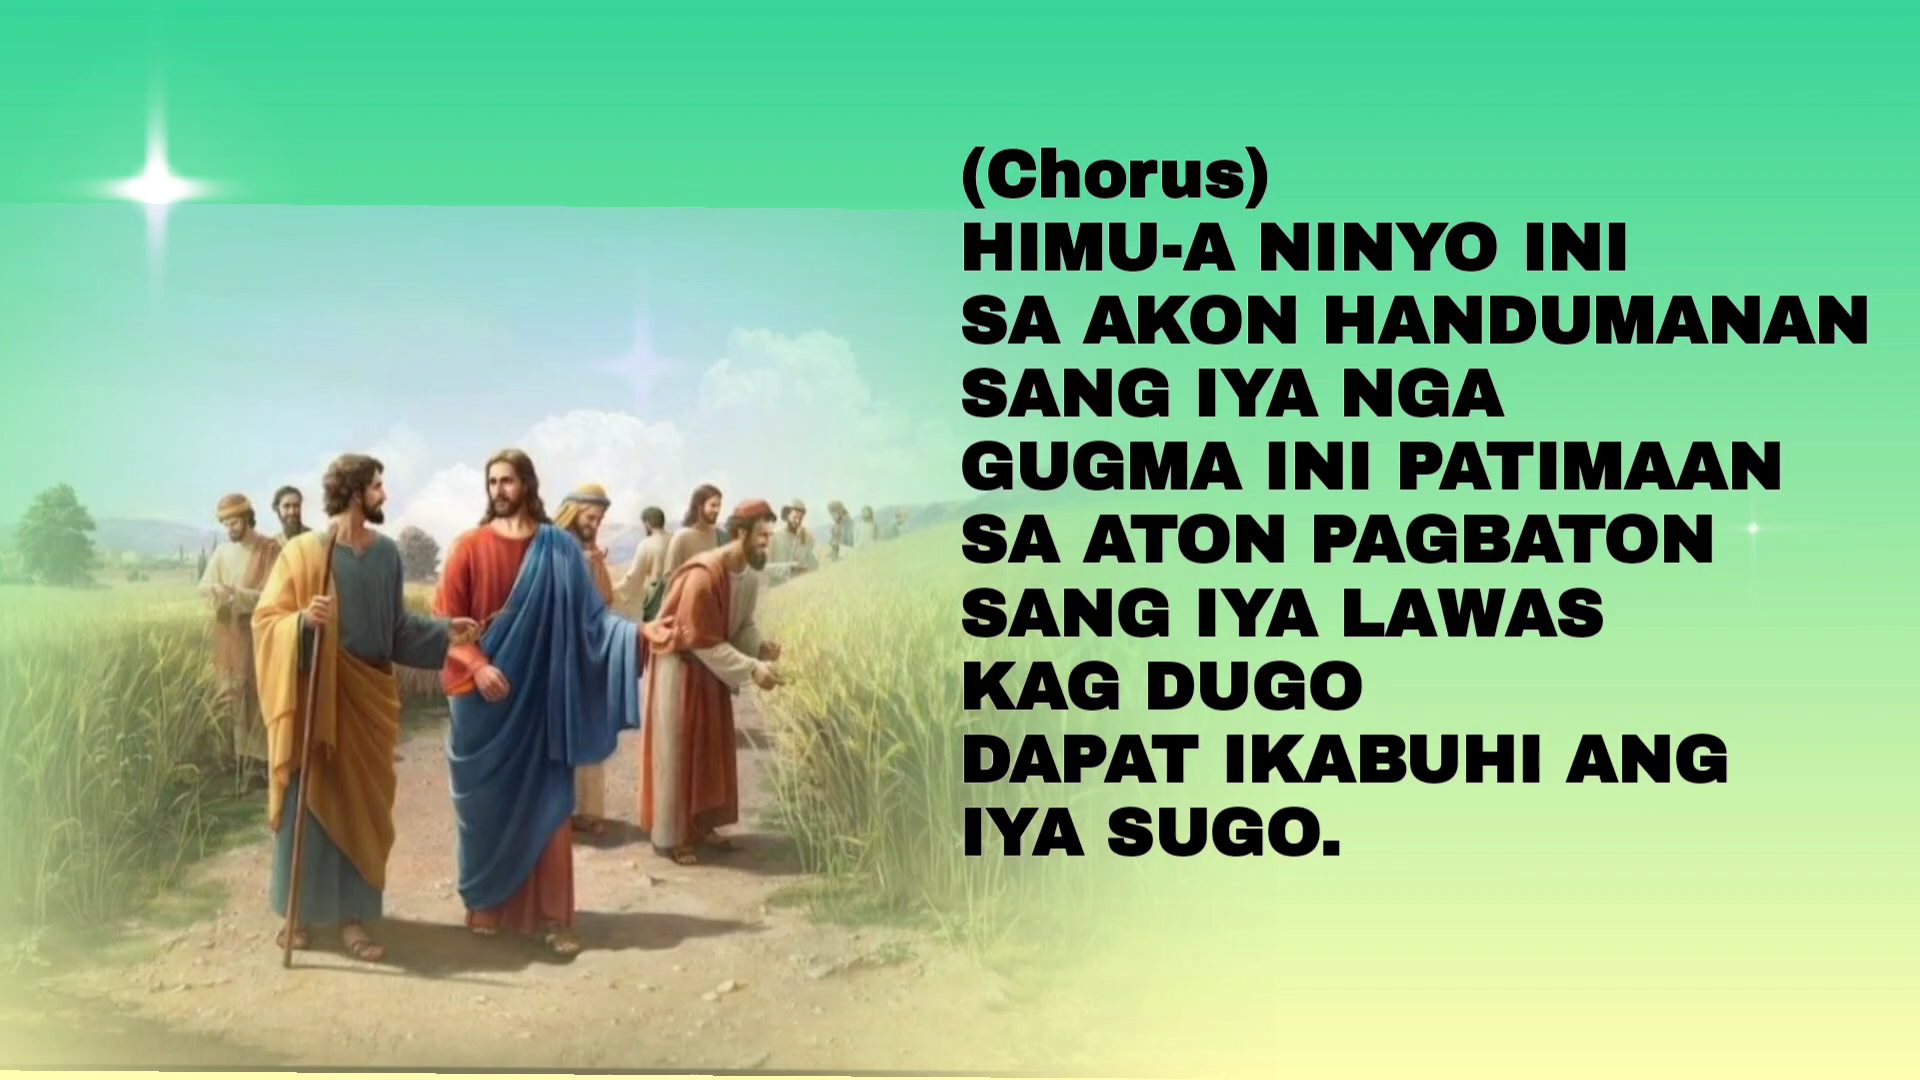 (Chorus)
HIMU-A NINYO INI
SA AKON HANDUMANAN
SANG IYA NGA
GUGMA INI PATIMAAN
SA ATON PAGBATON
SANG IYA LAWAS
KAG DUGO
DAPAT IKABUHI ANG
IYA SUGO.